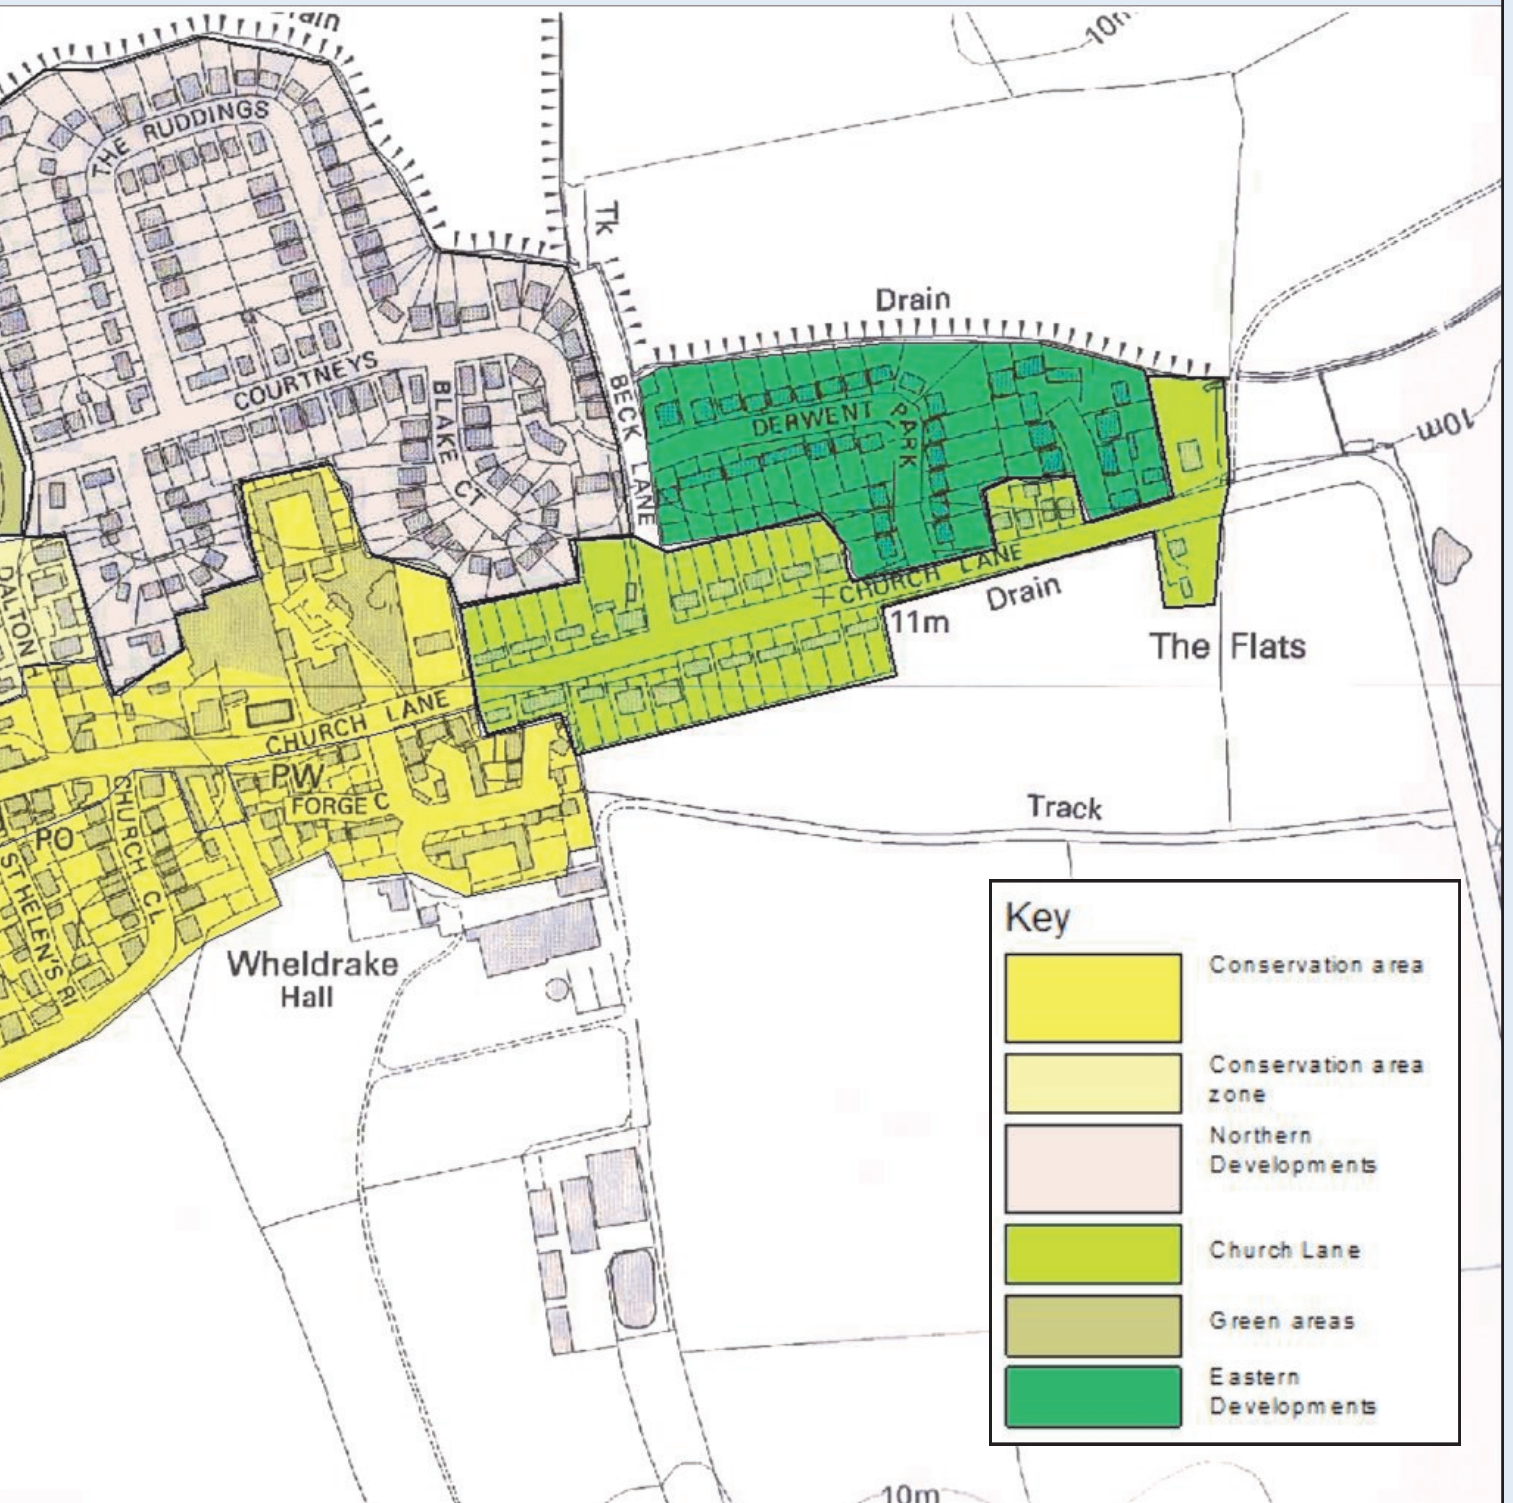 10m
THE RUDDINGS
Tk
Drain
COURTNEYS
BLAKE
CT
BECK LANE
DERWENT
PARK
10m
DALTON
H
CHURCH LANE
11m
Drain
The Flats
CHURCH LANE
PW
FORGE C
Track
PO
CHURCH CL
ST HELEN'S RI
Wheldrake
Hall
Key
Conservation area
Conservation area
zone
Northern
Developments
Church Lane
Green areas
Eastern
Developments
10m